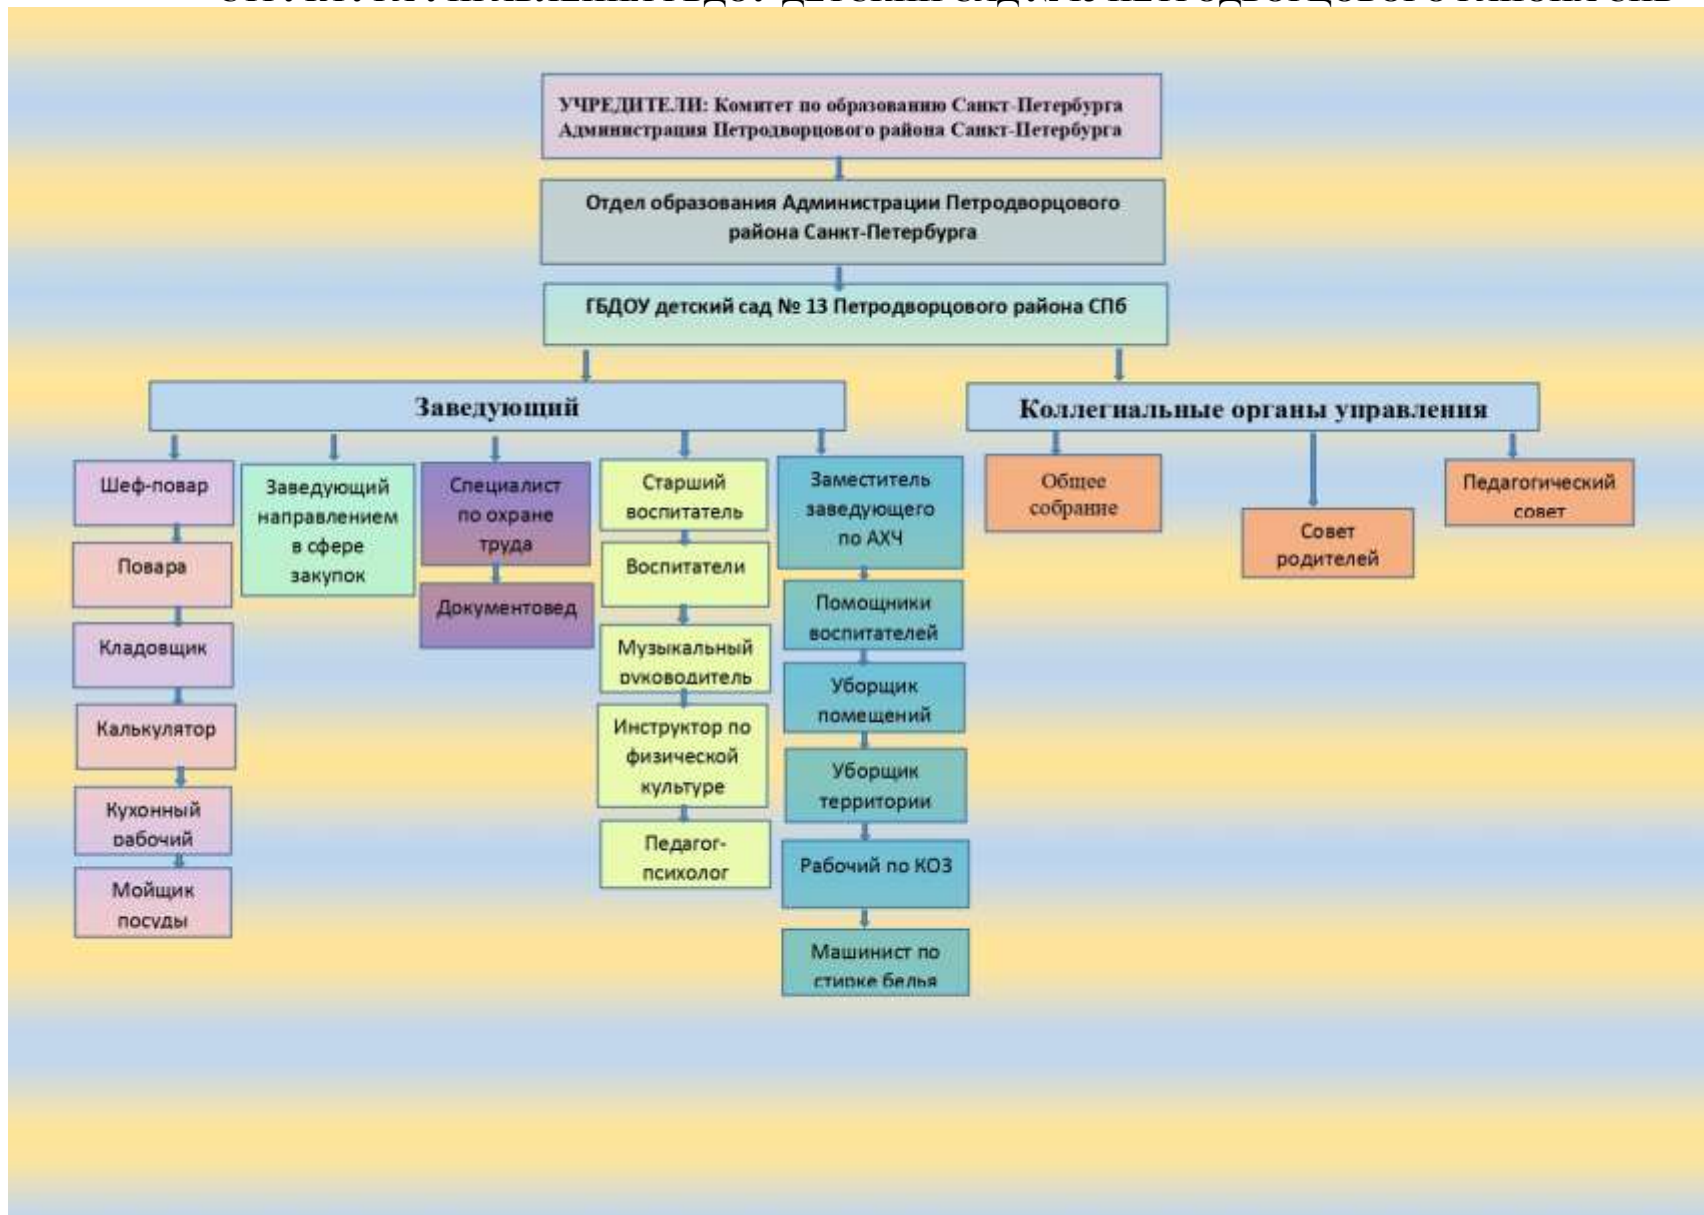 УЧРЕДИТЕЛИ: Комитет по образованию Санкт-Петербурга
Администрация Петродворцового района Санкт-Петербурга
Отдел образования Администрации Петродворцового
района Санкт-Петербурга
ГБДОУ детский сад № 13 Петродворцового района СПб
Заведующий
Коллегиальные органы управления
Шеф-повар
Повара
Кладовщик
Калькулятор
Кухонный
рабочий
Мойщик
посуды
Заведующий
направлением
в сфере
закупок
Специалист
по охране
труда
Документовед
Старший
воспитатель
Воспитатели
Музыкальный
руководитель
Инструктор по
физической
культуре
Педагог-
психолог
Заместитель
заведующего
по АХЧ
Помощники
воспитателей
Уборщик
помещений
Уборщик
территории
Рабочий по КОЗ
Машинист по
стирке белья
Общее
собрание
Совет
родителей
Педагогический
совет